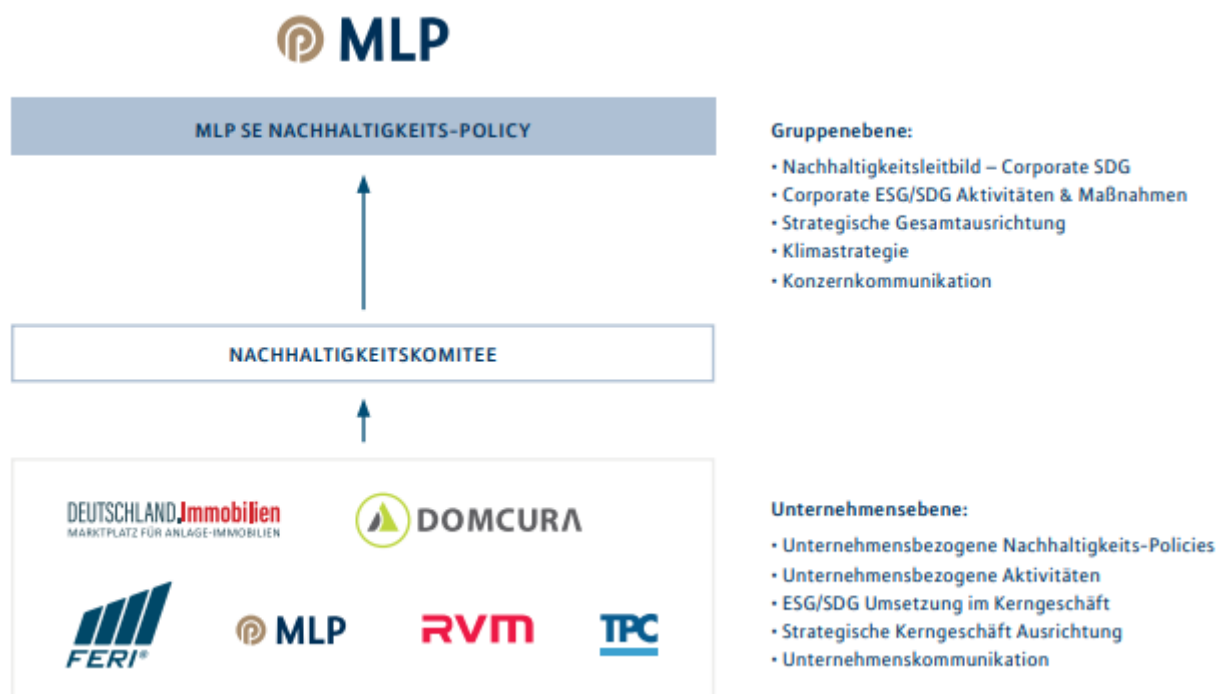 MLP
MLP SE NACHHALTIGKEITS-POLICY
Gruppenebene:
• Nachhaltigkeitsleitbild – Corporate SDG
• Corporate ESG/SDG Aktivitäten & Maßnahmen
• Strategische Gesamtausrichtung
• Klimastrategie
• Konzernkommunikation
NACHHALTIGKEITSKOMITEE
DEUTSCHLAND.Immobilien
MARKTPLATZ FÜR ANLAGE-IMMOBILIEN
DOMCURA
FERI®
MLP
RVM
TPC
Unternehmensebene:
• Unternehmensbezogene Nachhaltigkeits-Policies
• Unternehmensbezogene Aktivitäten
• ESG/SDG Umsetzung im Kerngeschäft
• Strategische Kerngeschäft Ausrichtung
• Unternehmenskommunikation